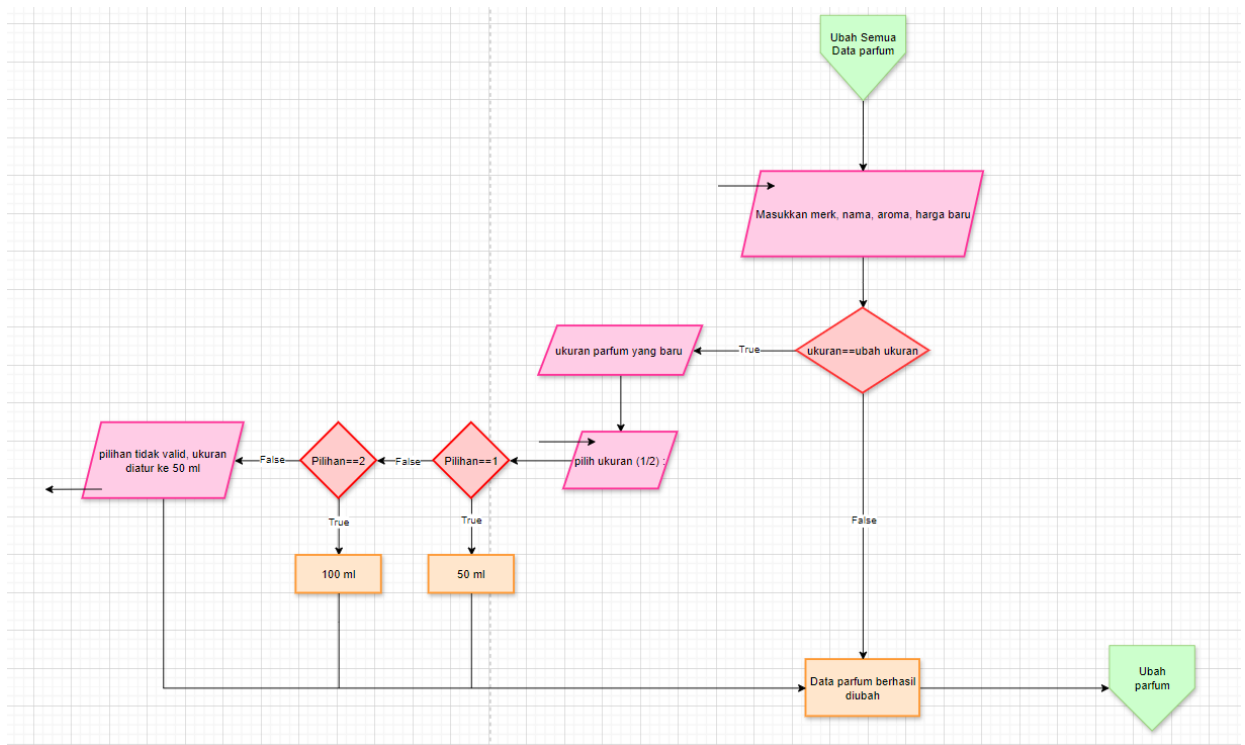 Ubah Semua
Data parfum
Masukkan merk, nama, aroma, harga baru
ukuran==ubah ukuran
True
ukuran parfum yang baru
pilih ukuran (1/2) :
Pilihan==1
False
Pilihan==2
False
pilihan tidak valid, ukuran
diatur ke 50 ml
True
True
False
100 ml
50 ml
Data parfum berhasil
diubah
Ubah
parfum